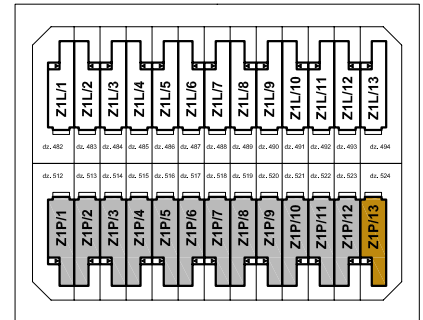 Z1L/1 Z1L/2 Z1L/3 Z1L/4 Z1L/5 Z1L/6 Z1L/7 Z1L/8 Z1L/9 Z1L/10 Z1L/11 Z1L/12 Z1L/13
dz. 482 dz. 483 dz. 484 dz. 485 dz. 486 dz. 487 dz. 488 dz. 489 dz. 490 dz. 491 dz. 492 dz. 493 dz. 494
dz. 512 dz. 513 dz. 514 dz. 515 dz. 516 dz. 517 dz. 518 dz. 519 dz. 520 dz. 521 dz. 522 dz. 523 dz. 524
Z1P/1 Z1P/2 Z1P/3 Z1P/4 Z1P/5 Z1P/6 Z1P/7 Z1P/8 Z1P/9 Z1P/10 Z1P/11 Z1P/12 Z1P/13